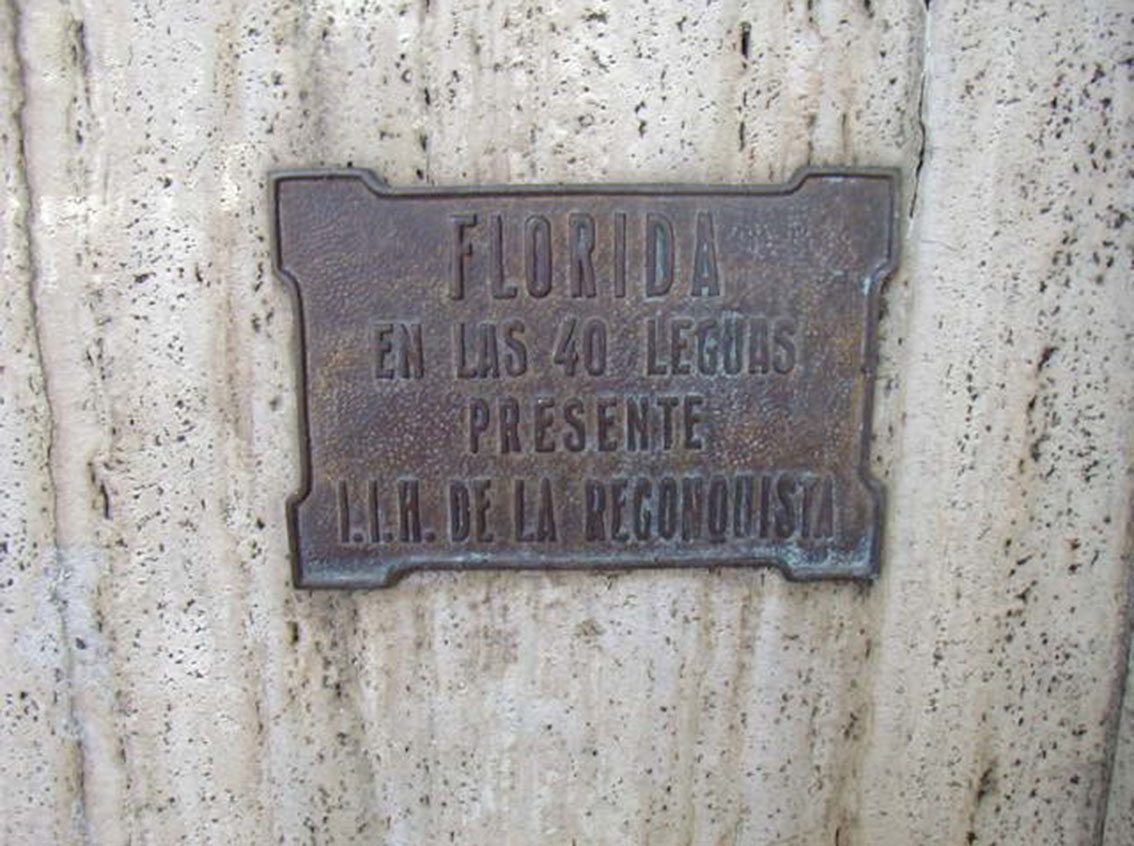 FLORIDA
EN LAS 40 LEGUAS
PRESENTE
I.I.H. DE LA RECONQUISTA